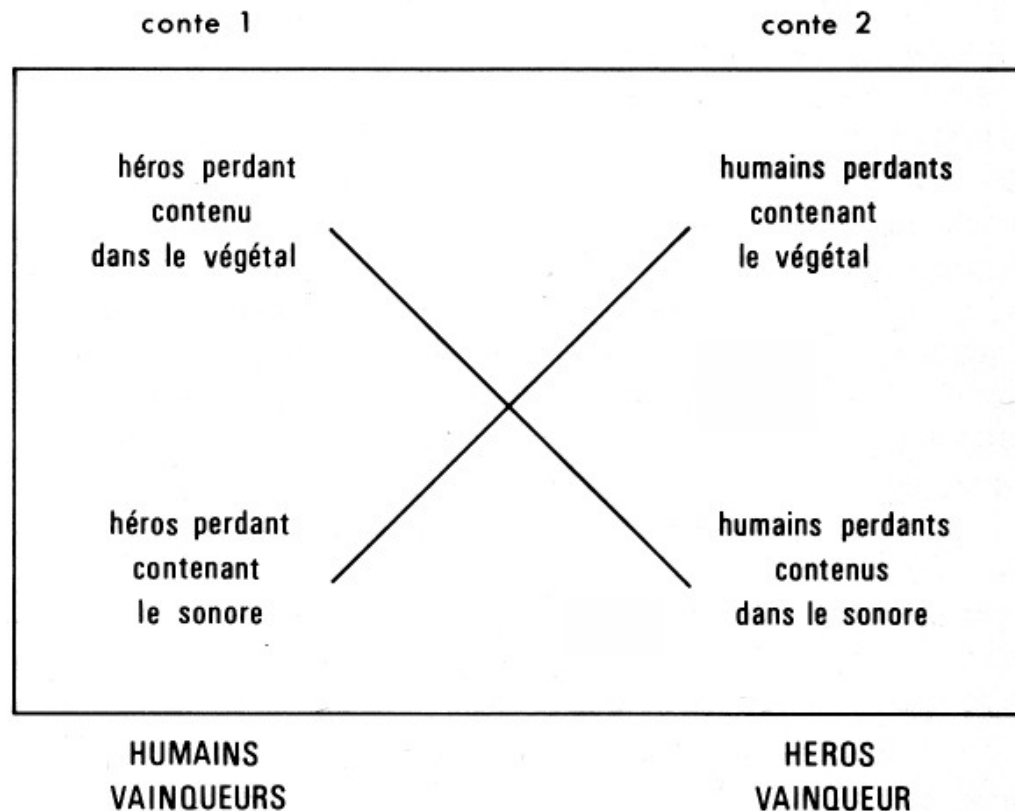 conte 1
conte 2
héros perdant
contenu
dans le végétal
humains perdants
contenant
le végétal
héros perdant
contenant
le sonore
humains perdants
contenus
dans le sonore
HUMAINS
VAINQUEURS
HEROS
VAINQUEUR